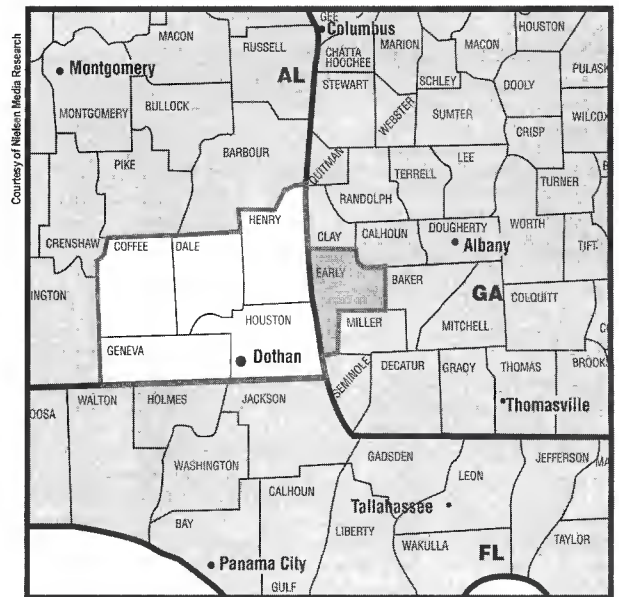 Courtesy of Nielsen Media Research
GEE
Columbus
HOUSTON
MACON
RUSSELL
CHATTA
HOOCHEE
MARION
MACON
Montgomery
AL
SCHLEY
DOOLY
PULASK
STEWART
WEBSTER
SUMTER
MONTGOMERY
BULLOCK
CRISP
WILCOX
PIKE
BARBOUR
QUITMAN
LEE
TERRELL
TURNER
RANDOLPH
HENRY
WORTH
CRENSHAW
COFFEE
DALE
CLAY
CALHOUN
DOUGHERTY
Albany
TIFT
EARLY
BAKER
INGTON
GA
COLQUITT
HOUSTON
MILLER
MITCHELL
GENEVA
Dothan
SEMINOLE
DECATUR
GRADY
THOMAS
BROOK
OOSA
WALTON
HOLMES
JACKSON
Thomasville
GADSDEN
JEFFERSON
MA
WASHINGTON
LEON
CALHOUN
Tallahassee
BAY
LIBERTY
WAKULLA
FL
TAYLOR
Panama City
GULF